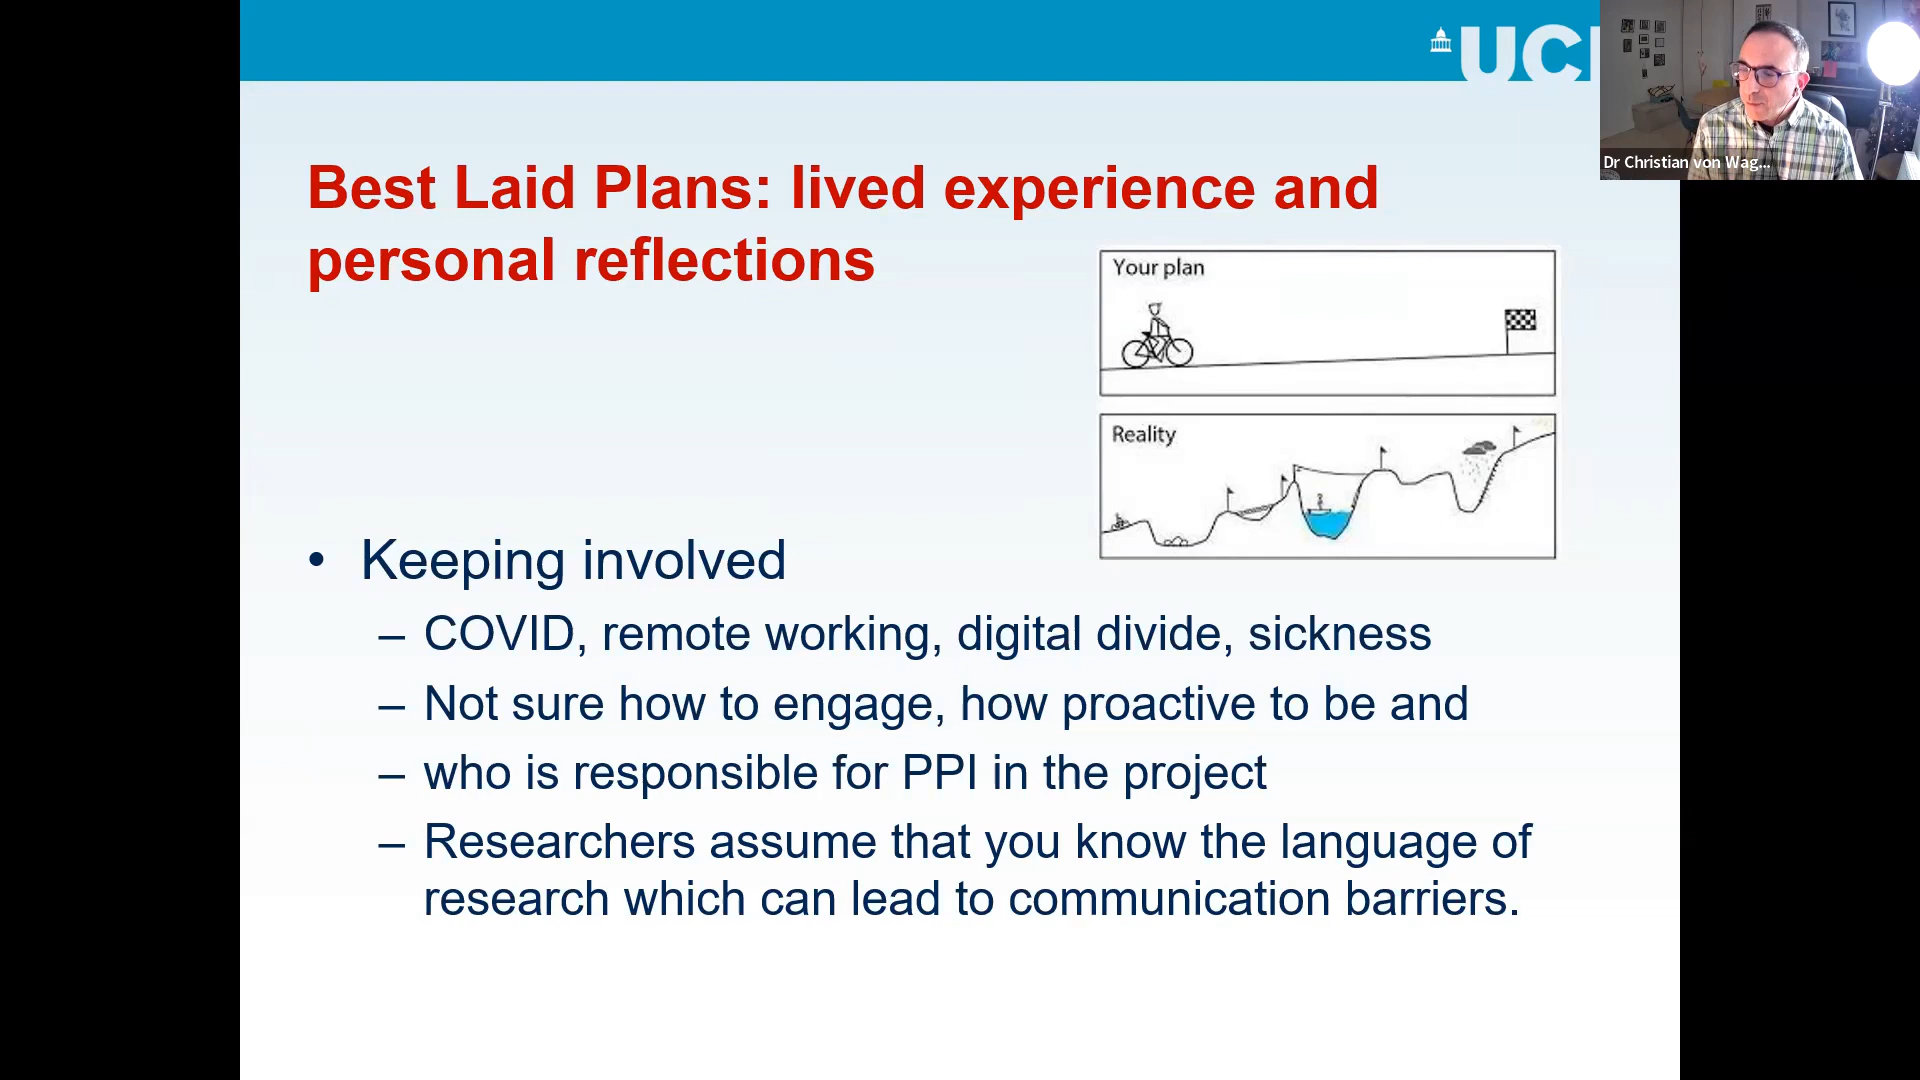 UCL
Dr Christian von Wag...
Best Laid Plans: lived experience and
personal reflections
Your plan
Reality
• Keeping involved
– COVID, remote working, digital divide, sickness
– Not sure how to engage, how proactive to be and
– who is responsible for PPI in the project
– Researchers assume that you know the language of
research which can lead to communication barriers.